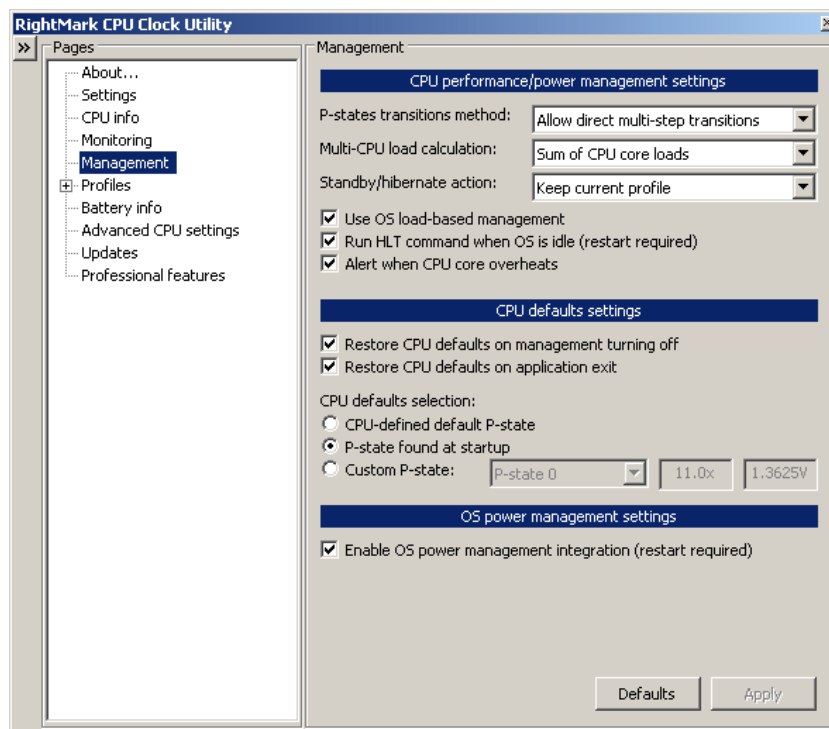 RightMark CPU Clock Utility
Pages
About...
Settings
CPU info
Monitoring
Management
Profiles
Battery info
Advanced CPU settings
Updates
Professional features
Management
CPU performance/power management settings
P-states transitions method: Allow direct multi-step transitions
Multi-CPU load calculation: Sum of CPU core loads
Standby/hibernate action: Keep current profile
Use OS load-based management
Run HLT command when OS is idle (restart required)
Alert when CPU core overheats
CPU defaults settings
Restore CPU defaults on management turning off
Restore CPU defaults on application exit
CPU defaults selection:
CPU-defined default P-state
P-state found at startup
Custom P-state: P-state 0 11.0x 1.3625V
OS power management settings
Enable OS power management integration (restart required)
Defaults Apply